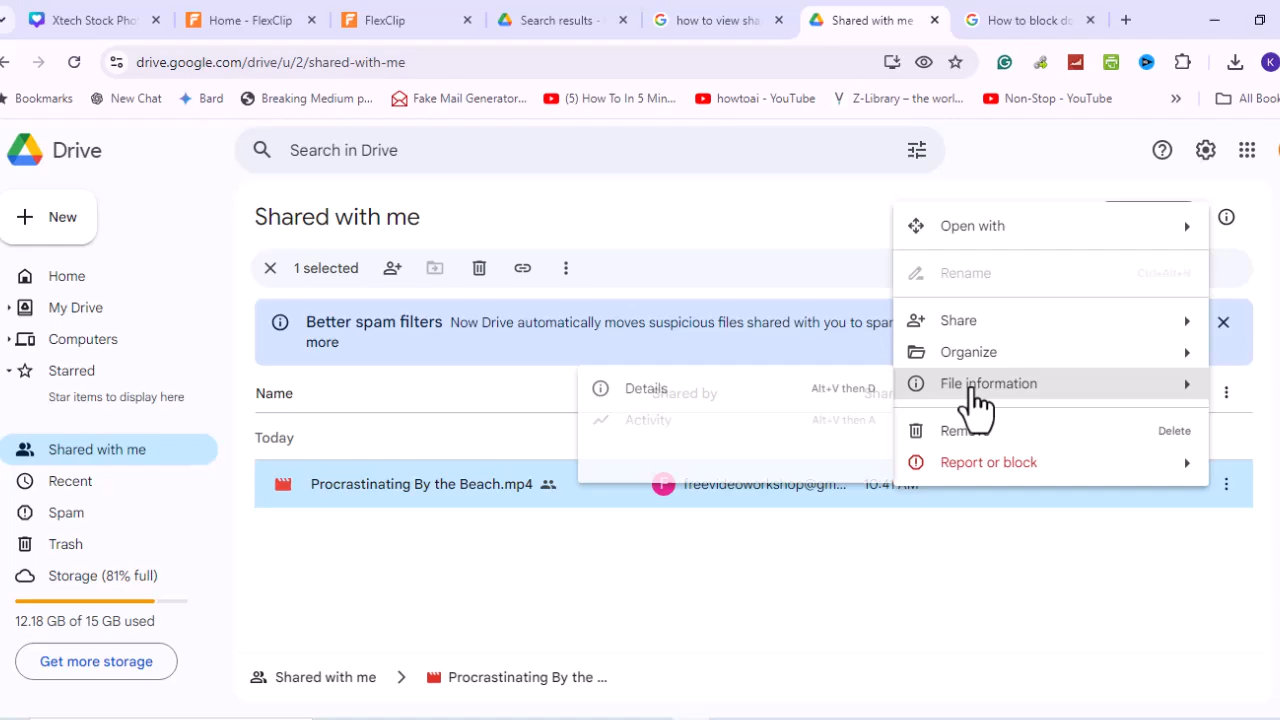 Xtech Stock Pho
Home - FlexClip
FlexClip
Search results -
how to view sha
Shared with me
How to block do
drive.google.com/drive/u/2/shared-with-me
K
Bookmarks
New Chat
Bard
Breaking Medium p...
Fake Mail Generator...
(5) How To In 5 Min...
howtoai - YouTube
Z-Library – the worl...
Non-Stop - YouTube
»
All Book
Drive
Search in Drive
New
Shared with me
Open with
1 selected
Rename
Ctrl+Alt+H
Home
My Drive
Computers
Starred
Star items to display here
Shared with me
Recent
Spam
Trash
Storage (81% full)
12.18 GB of 15 GB used
Get more storage
Better spam filters Now Drive automatically moves suspicious files shared with you to spar
more
Share
Organize
File information
Remove
Delete
Report or block
Name
Shared by
Shar
Details
Alt+V then D
Activity
Alt+V then A
Today
Procrastinating By the Beach.mp4
F
freevideoworkshop@gm...
10:41 AM
Shared with me
Procrastinating By the ...